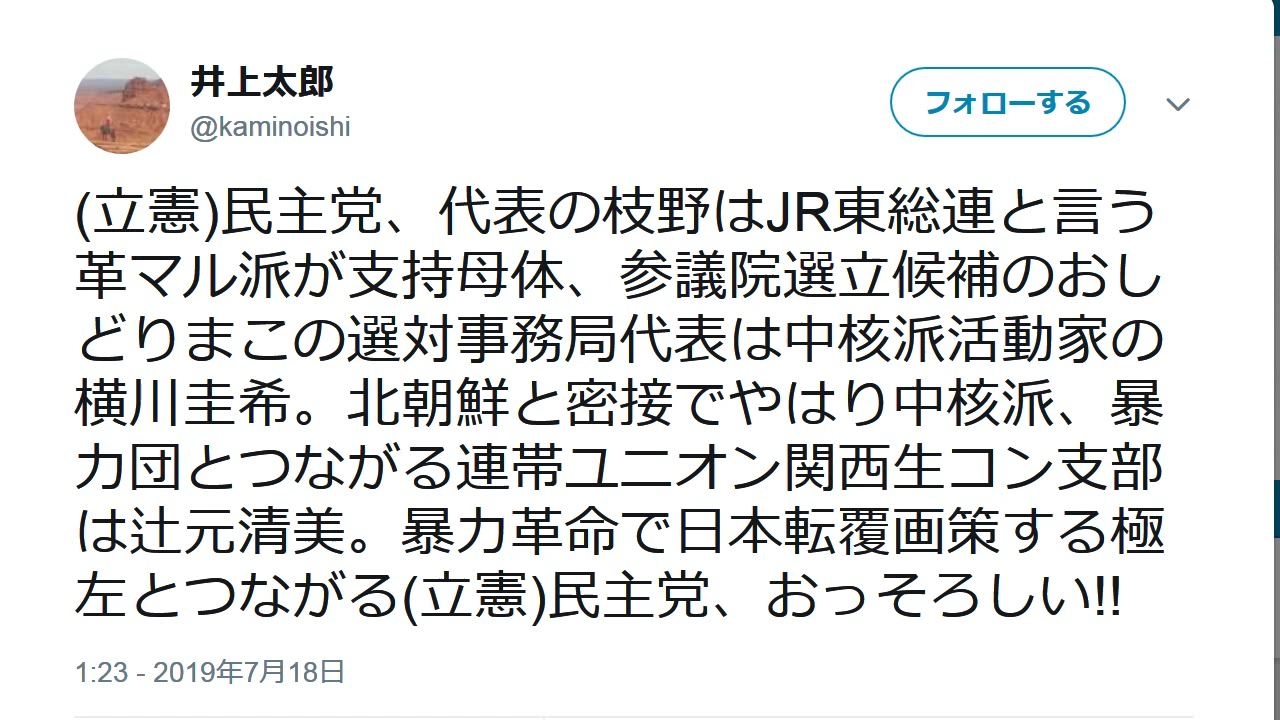 井上太郎
@kaminoishi
フォローする
(立憲)民主党、代表の枝野はJR東総連と言う
革マル派が支持母体、参議院選立候補のおし
どりまこの選対事務局代表は中核派活動家の
横川圭希。北朝鮮と密接でやはり中核派、暴
力団とつながる連帯ユニオン関西生コン支部
は辻元清美。暴力革命で日本転覆画策する極
左とつながる(立憲)民主党、おっそろしい!!
1:23 - 2019年7月18日